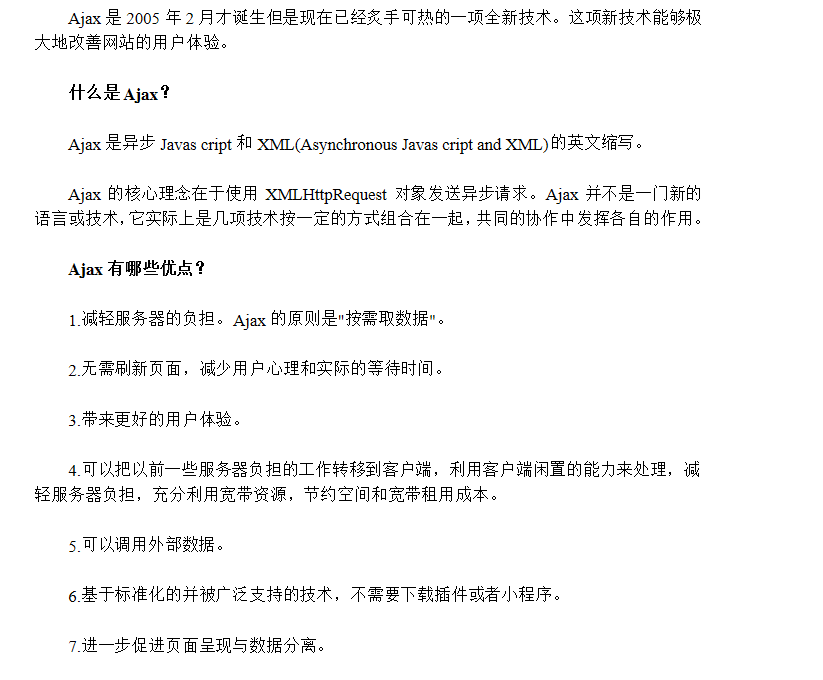 Ajax 是 2005 年 2 月才诞生但是现在已经炙手可热的一项全新技术。这项新技术能够极
大地改善网站的用户体验。
什么是 Ajax？
Ajax 是异步 Javas cript 和 XML(Asynchronous Javas cript and XML)的英文缩写。
Ajax 的核心理念在于使用 XMLHttpRequest 对象发送异步请求。Ajax 并不是一门新的
语言或技术，它实际上是几项技术按一定的方式组合在一起，共同的协作中发挥各自的作用。
Ajax 有哪些优点？
1.减轻服务器的负担。Ajax 的原则是"按需取数据"。
2.无需刷新页面，减少用户心理和实际的等待时间。
3.带来更好的用户体验。
4.可以把以前一些服务器负担的工作转移到客户端，利用客户端闲置的能力来处理，减
轻服务器负担，充分利用宽带资源，节约空间和宽带租用成本。
5.可以调用外部数据。
6.基于标准化的并被广泛支持的技术，不需要下载插件或者小程序。
7.进一步促进页面呈现与数据分离。